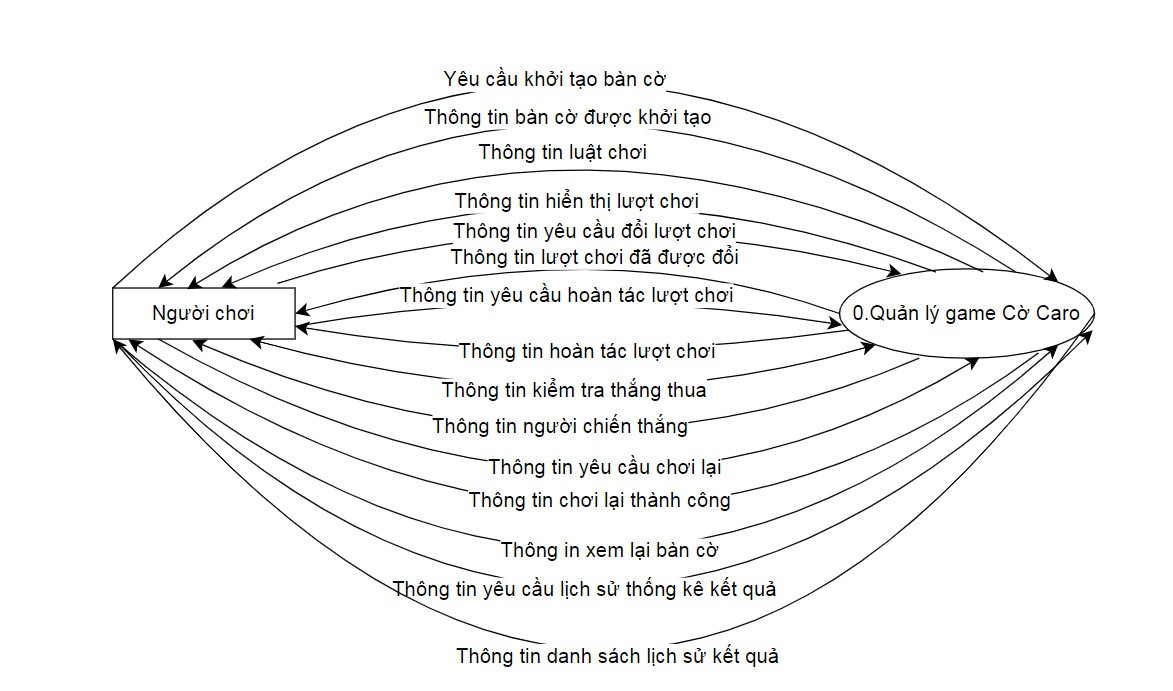 Yêu cầu khởi tạo bàn cờ
Thông tin bàn cờ được khởi tạo
Thông tin luật chơi
Thông tin hiển thị lượt chơi
Thông tin yêu cầu đổi lượt chơi
Thông tin lượt chơi đã được đổi
Thông tin yêu cầu hoàn tác lượt chơi
Người chơi
0.Quản lý game Cờ Caro
Thông tin hoàn tác lượt chơi
Thông tin kiểm tra thắng thua
Thông tin người chiến thắng
Thông tin yêu cầu chơi lại
Thông tin chơi lại thành công
Thông in xem lại bàn cờ
Thông tin yêu cầu lịch sử thống kê kết quả
Thông tin danh sách lịch sử kết quả